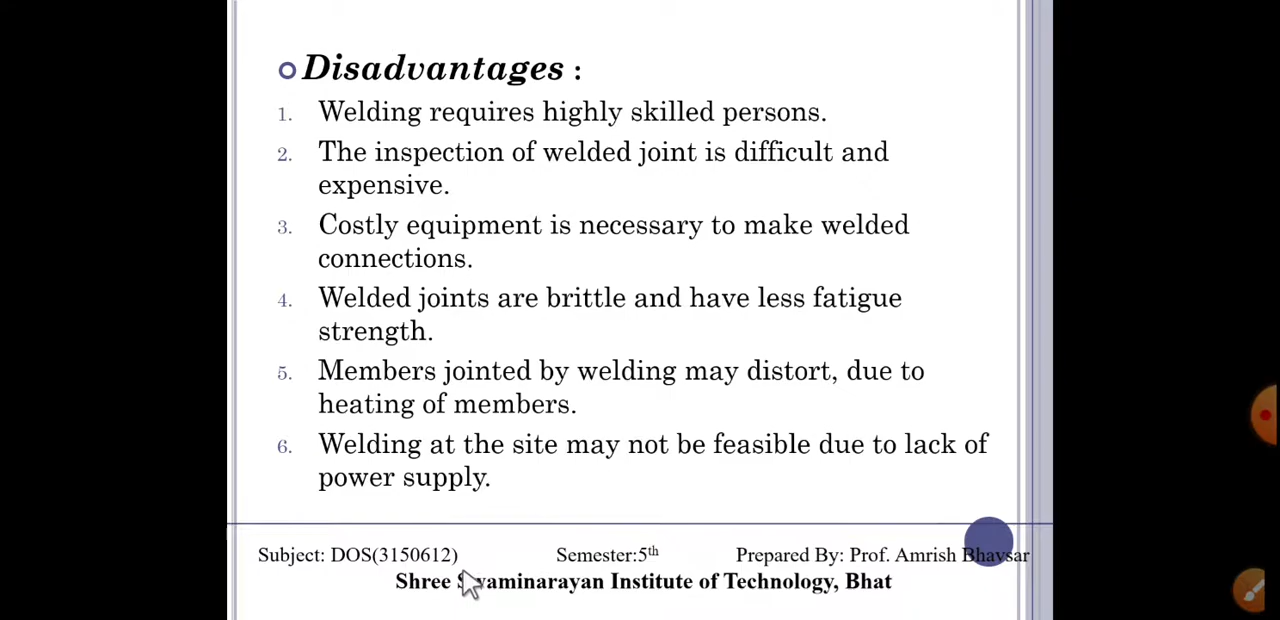 Disadvantages :
1. Welding requires highly skilled persons.
2. The inspection of welded joint is difficult and
expensive.
3. Costly equipment is necessary to make welded
connections.
4. Welded joints are brittle and have less fatigue
strength.
5. Members jointed by welding may distort, due to
heating of members.
6. Welding at the site may not be feasible due to lack of
power supply.
Subject: DOS(3150612) Semester:5th Prepared By: Prof. Amrish Bhavsar
Shree Swaminarayan Institute of Technology, Bhat